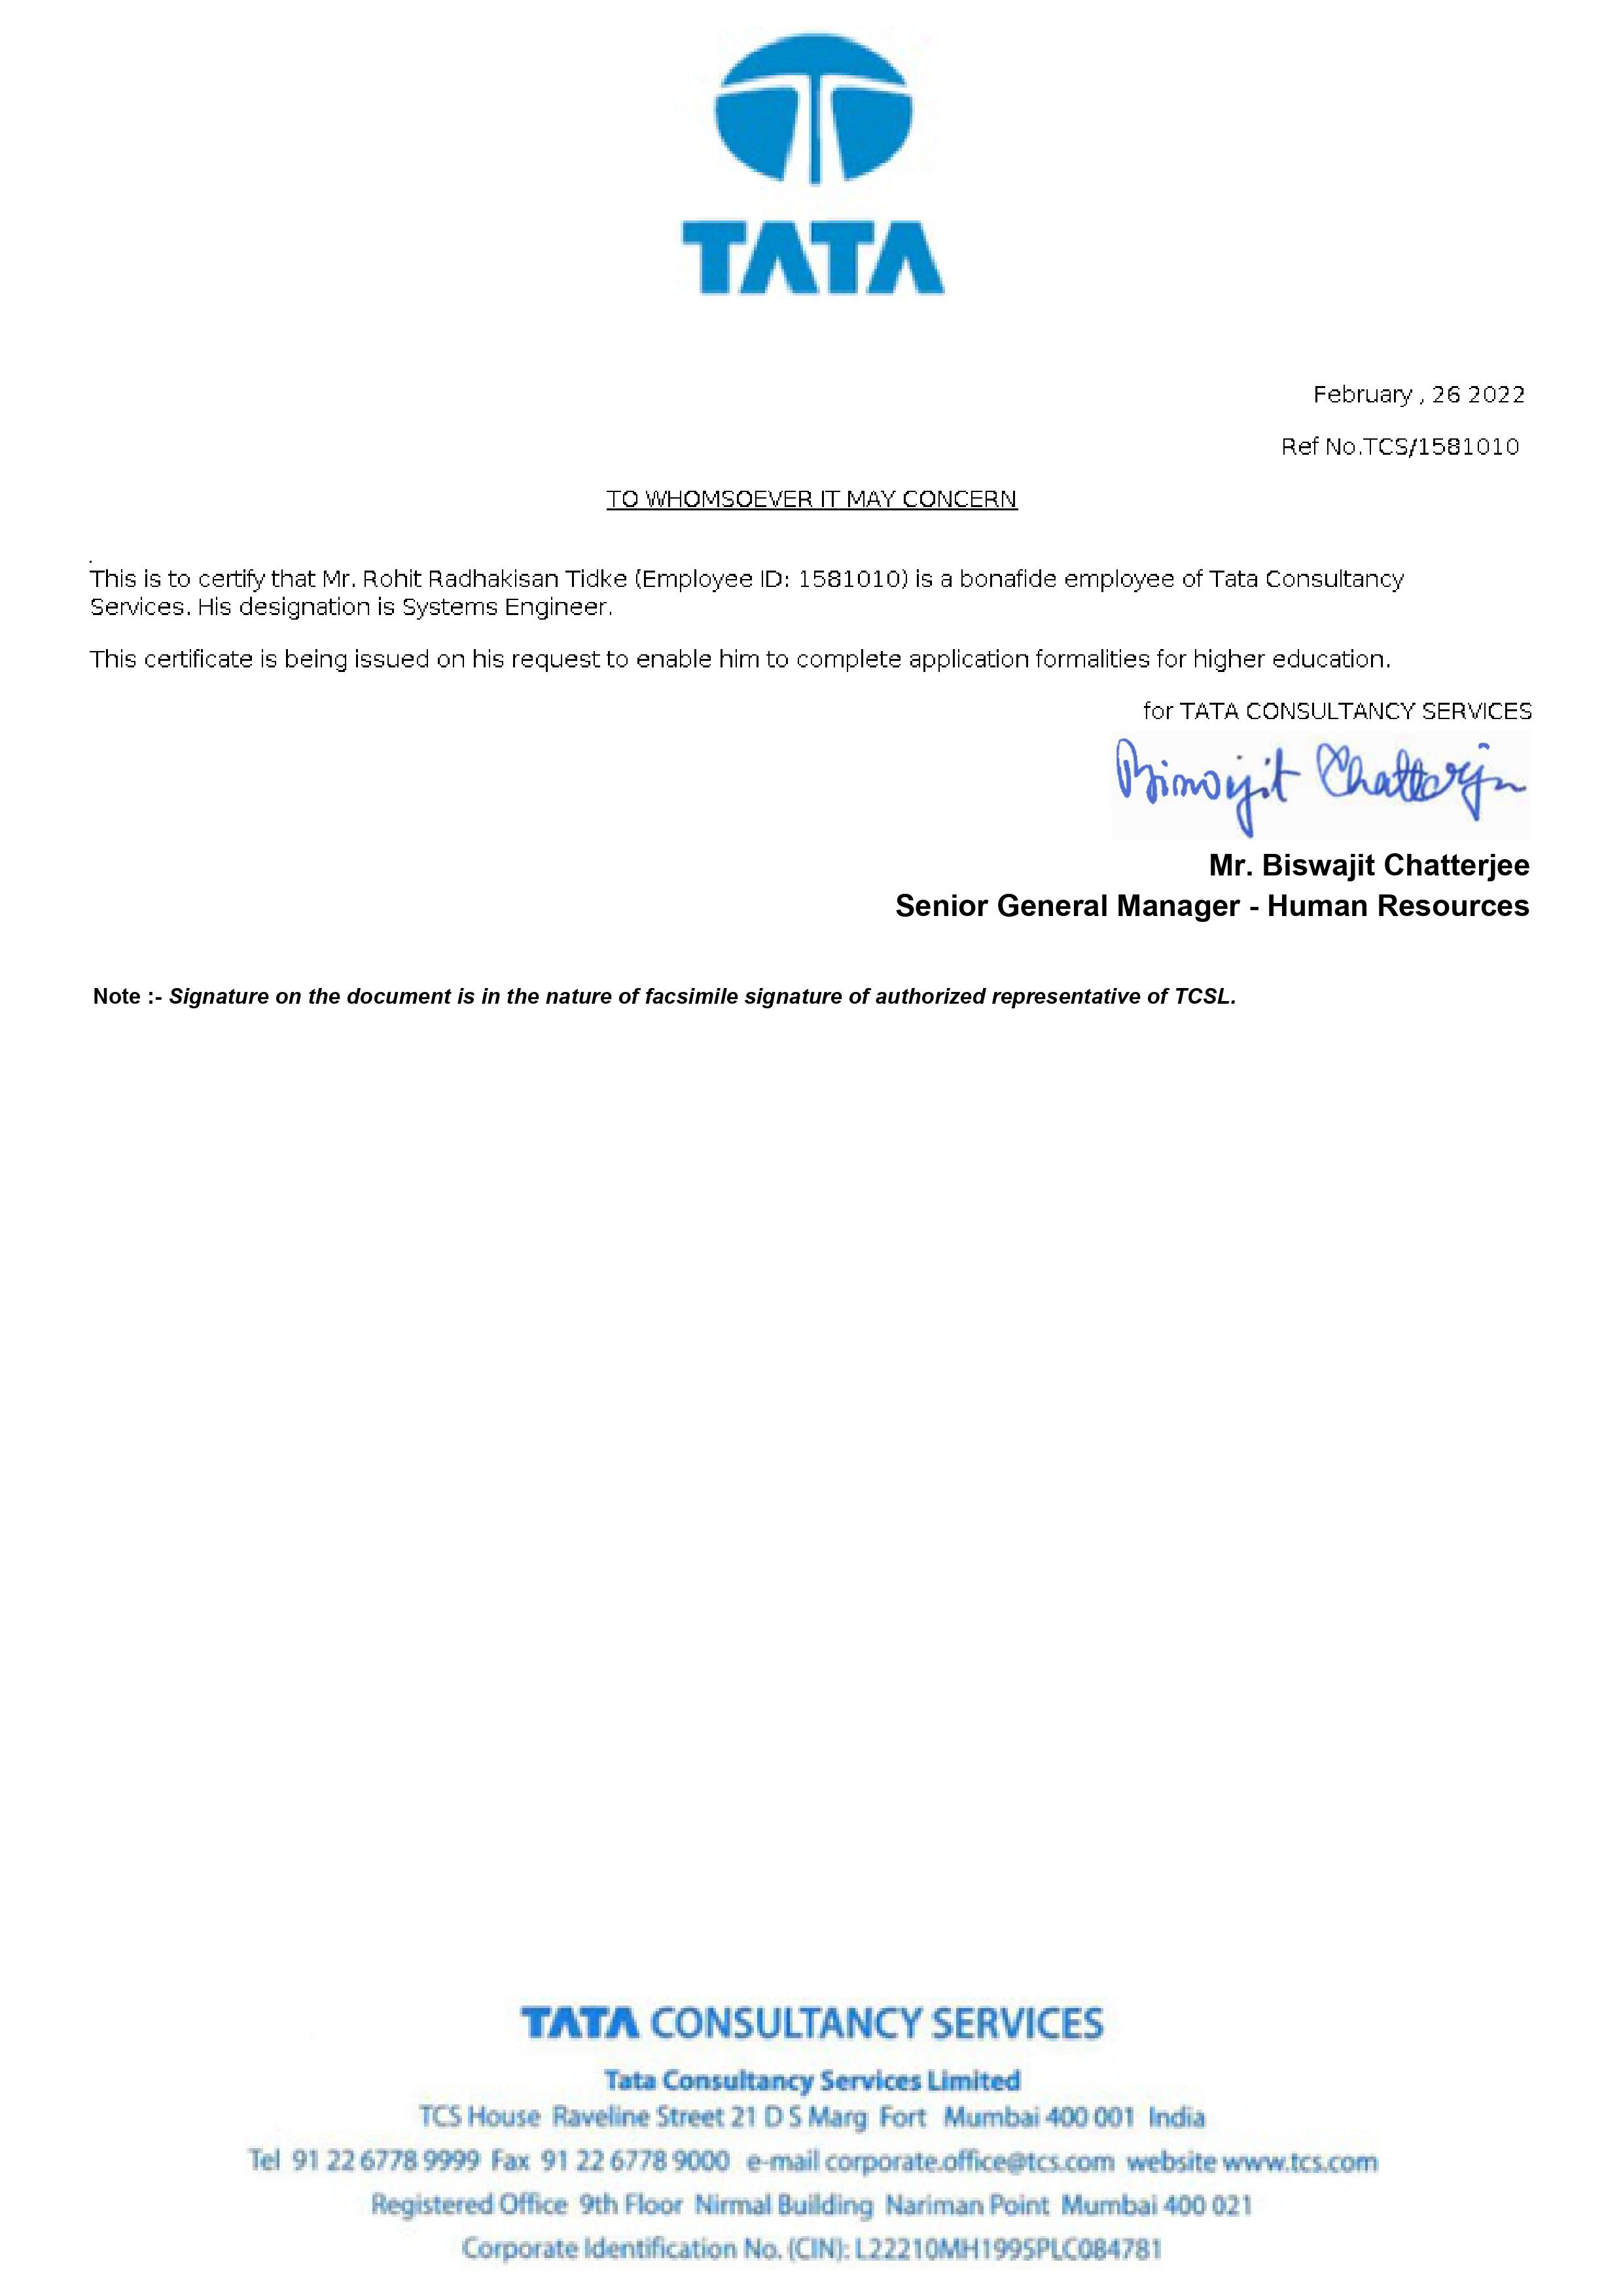 TATA
February , 26 2022
Ref No.TCS/1581010
TO WHOMSOEVER IT MAY CONCERN
.
This is to certify that Mr. Rohit Radhakisan Tidke (Employee ID: 1581010) is a bonafide employee of Tata Consultancy
Services. His designation is Systems Engineer.
This certificate is being issued on his request to enable him to complete application formalities for higher education.
for TATA CONSULTANCY SERVICES
Biswajit Chatterjee
Mr. Biswajit Chatterjee
Senior General Manager - Human Resources
Note :- Signature on the document is in the nature of facsimile signature of authorized representative of TCSL.
TATA CONSULTANCY SERVICES
Tata Consultancy Services Limited
TCS House Raveline Street 21 D S Marg Fort Mumbai 400 001 India
Tel 91 22 6778 9999 Fax 91 22 6778 9000 e-mail corporate.office@tcs.com website www.tcs.com
Registered Office 9th Floor Nirmal Building Nariman Point Mumbai 400 021
Corporate Identification No. (CIN): L22210MH1995PLC084781